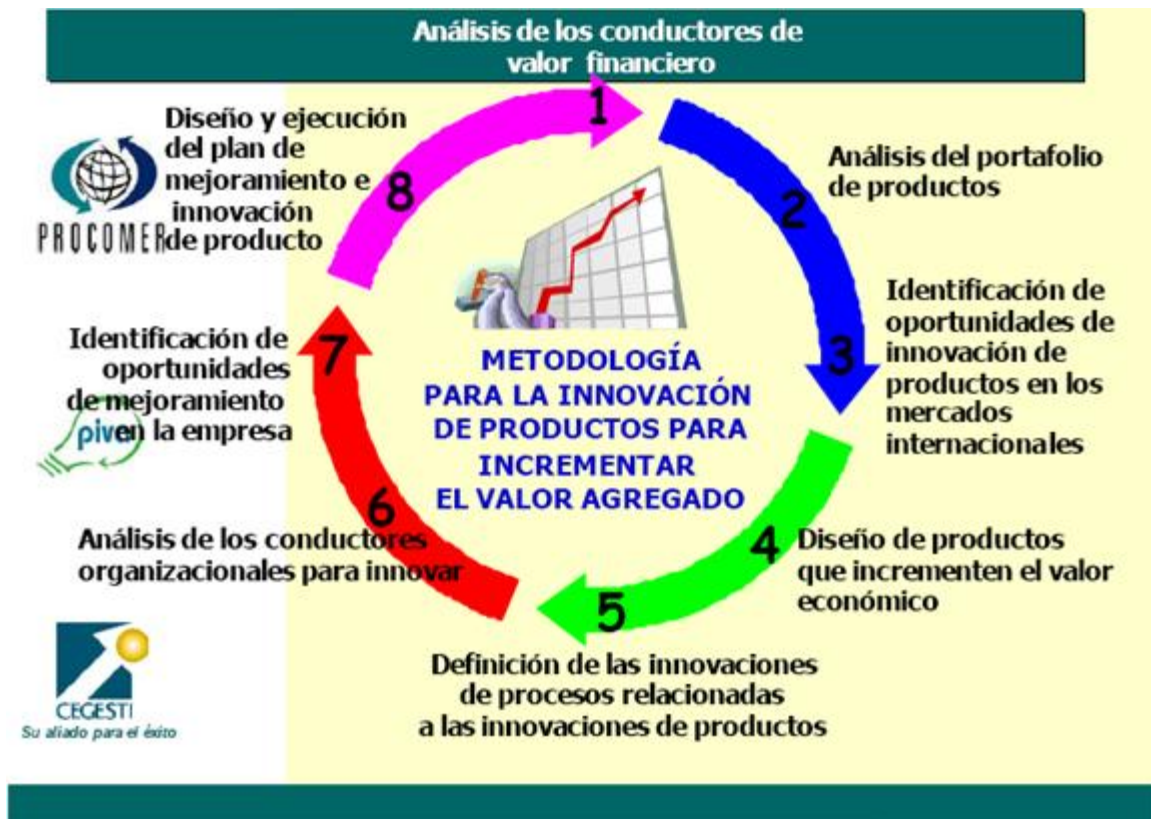 Análisis de los conductores de
valor financiero
1
Diseño y ejecución
del plan de
mejoramiento e
innovación
de producto
8
PROCOMER
2
Análisis del portafolio
de productos
3
Identificación de
oportunidades de
innovación de
productos en los
mercados
internacionales
METODOLOGÍA
PARA LA INNOVACIÓN
DE PRODUCTOS PARA
INCREMENTAR
EL VALOR AGREGADO
7
Identificación de
oportunidades
de mejoramiento
en la empresa
6
Análisis de los conductores
organizacionales para innovar
4
Diseño de productos
que incrementen el valor
económico
5
Definición de las innovaciones
de procesos relacionadas
a las innovaciones de productos
CEGESTI
Su aliado para el éxito